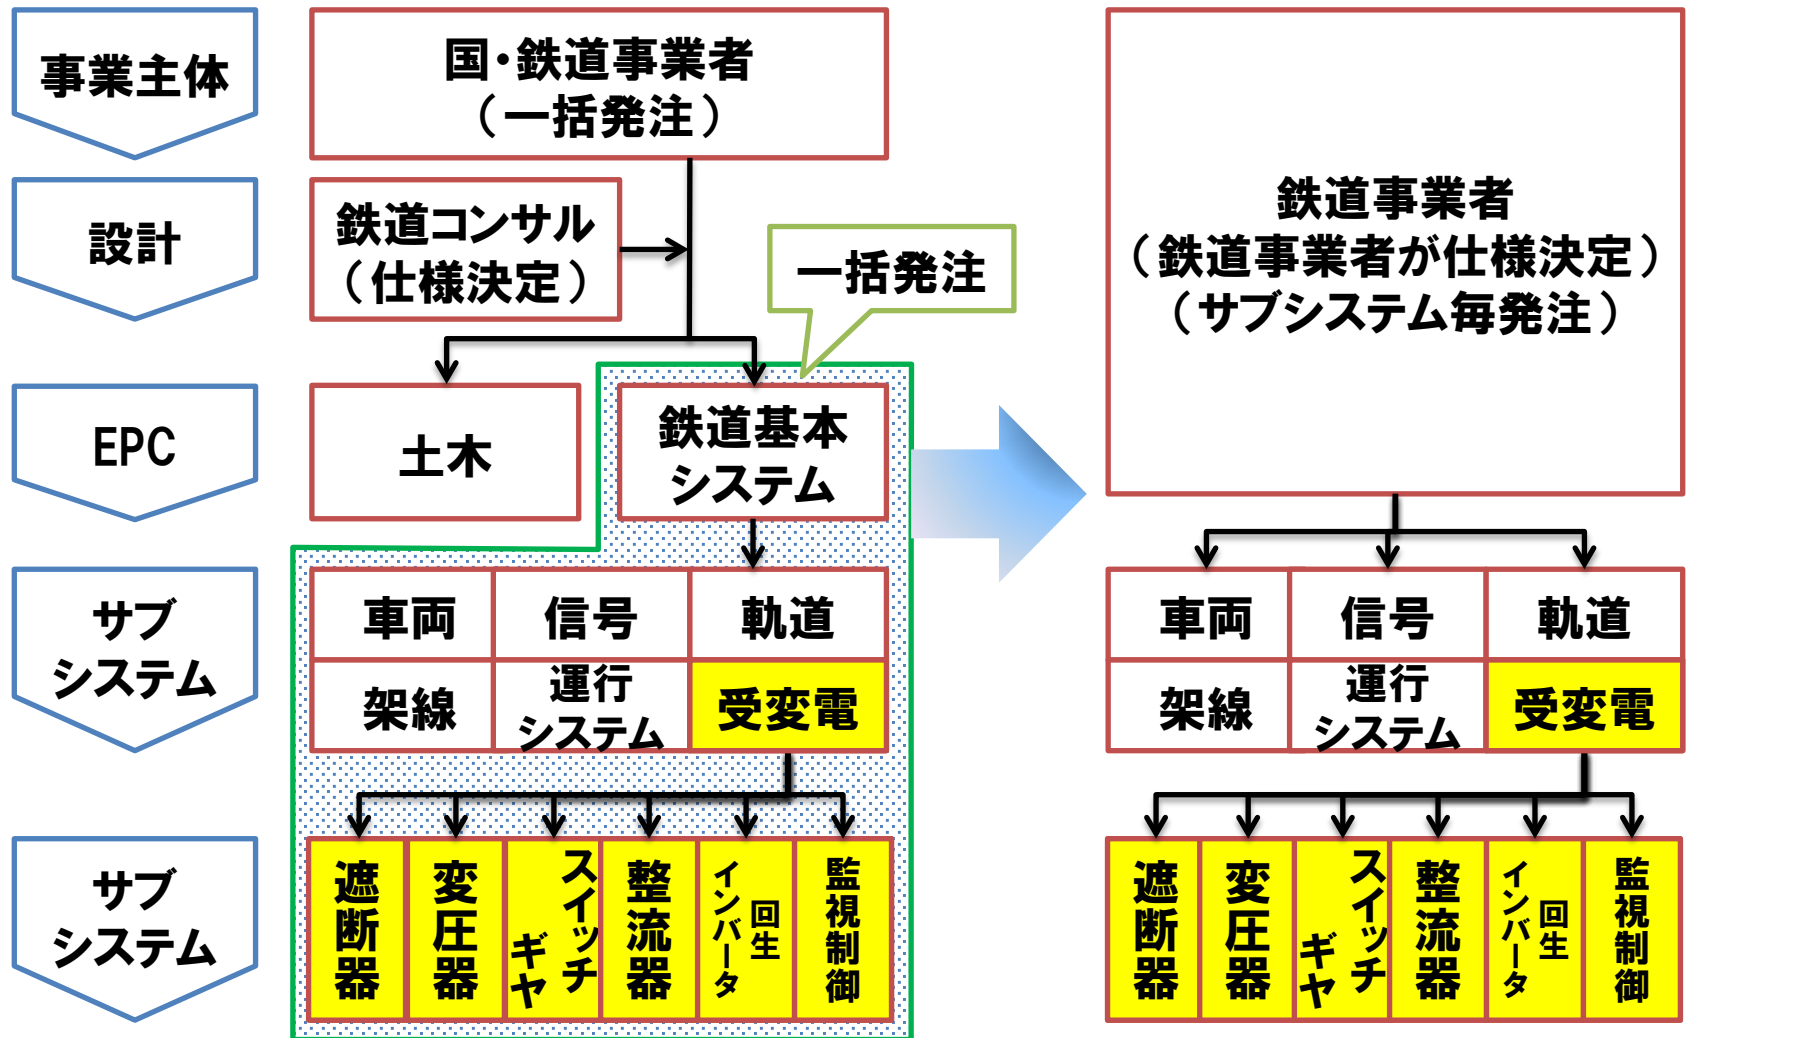 事業主体
国・鉄道事業者
（一括発注）
設計
鉄道コンサル
（仕様決定）
一括発注
EPC
土木
鉄道基本
システム
サブ
システム
車両
信号
軌道
架線
運行
システム
受変電
サブ
システム
遮断器
変圧器
スイッチ
ギヤ
整流器
回生
インバータ
監視制御
鉄道事業者
（鉄道事業者が仕様決定）
（サブシステム毎発注）
車両
信号
軌道
架線
運行
システム
受変電
遮断器
変圧器
スイッチ
ギヤ
整流器
回生
インバータ
監視制御